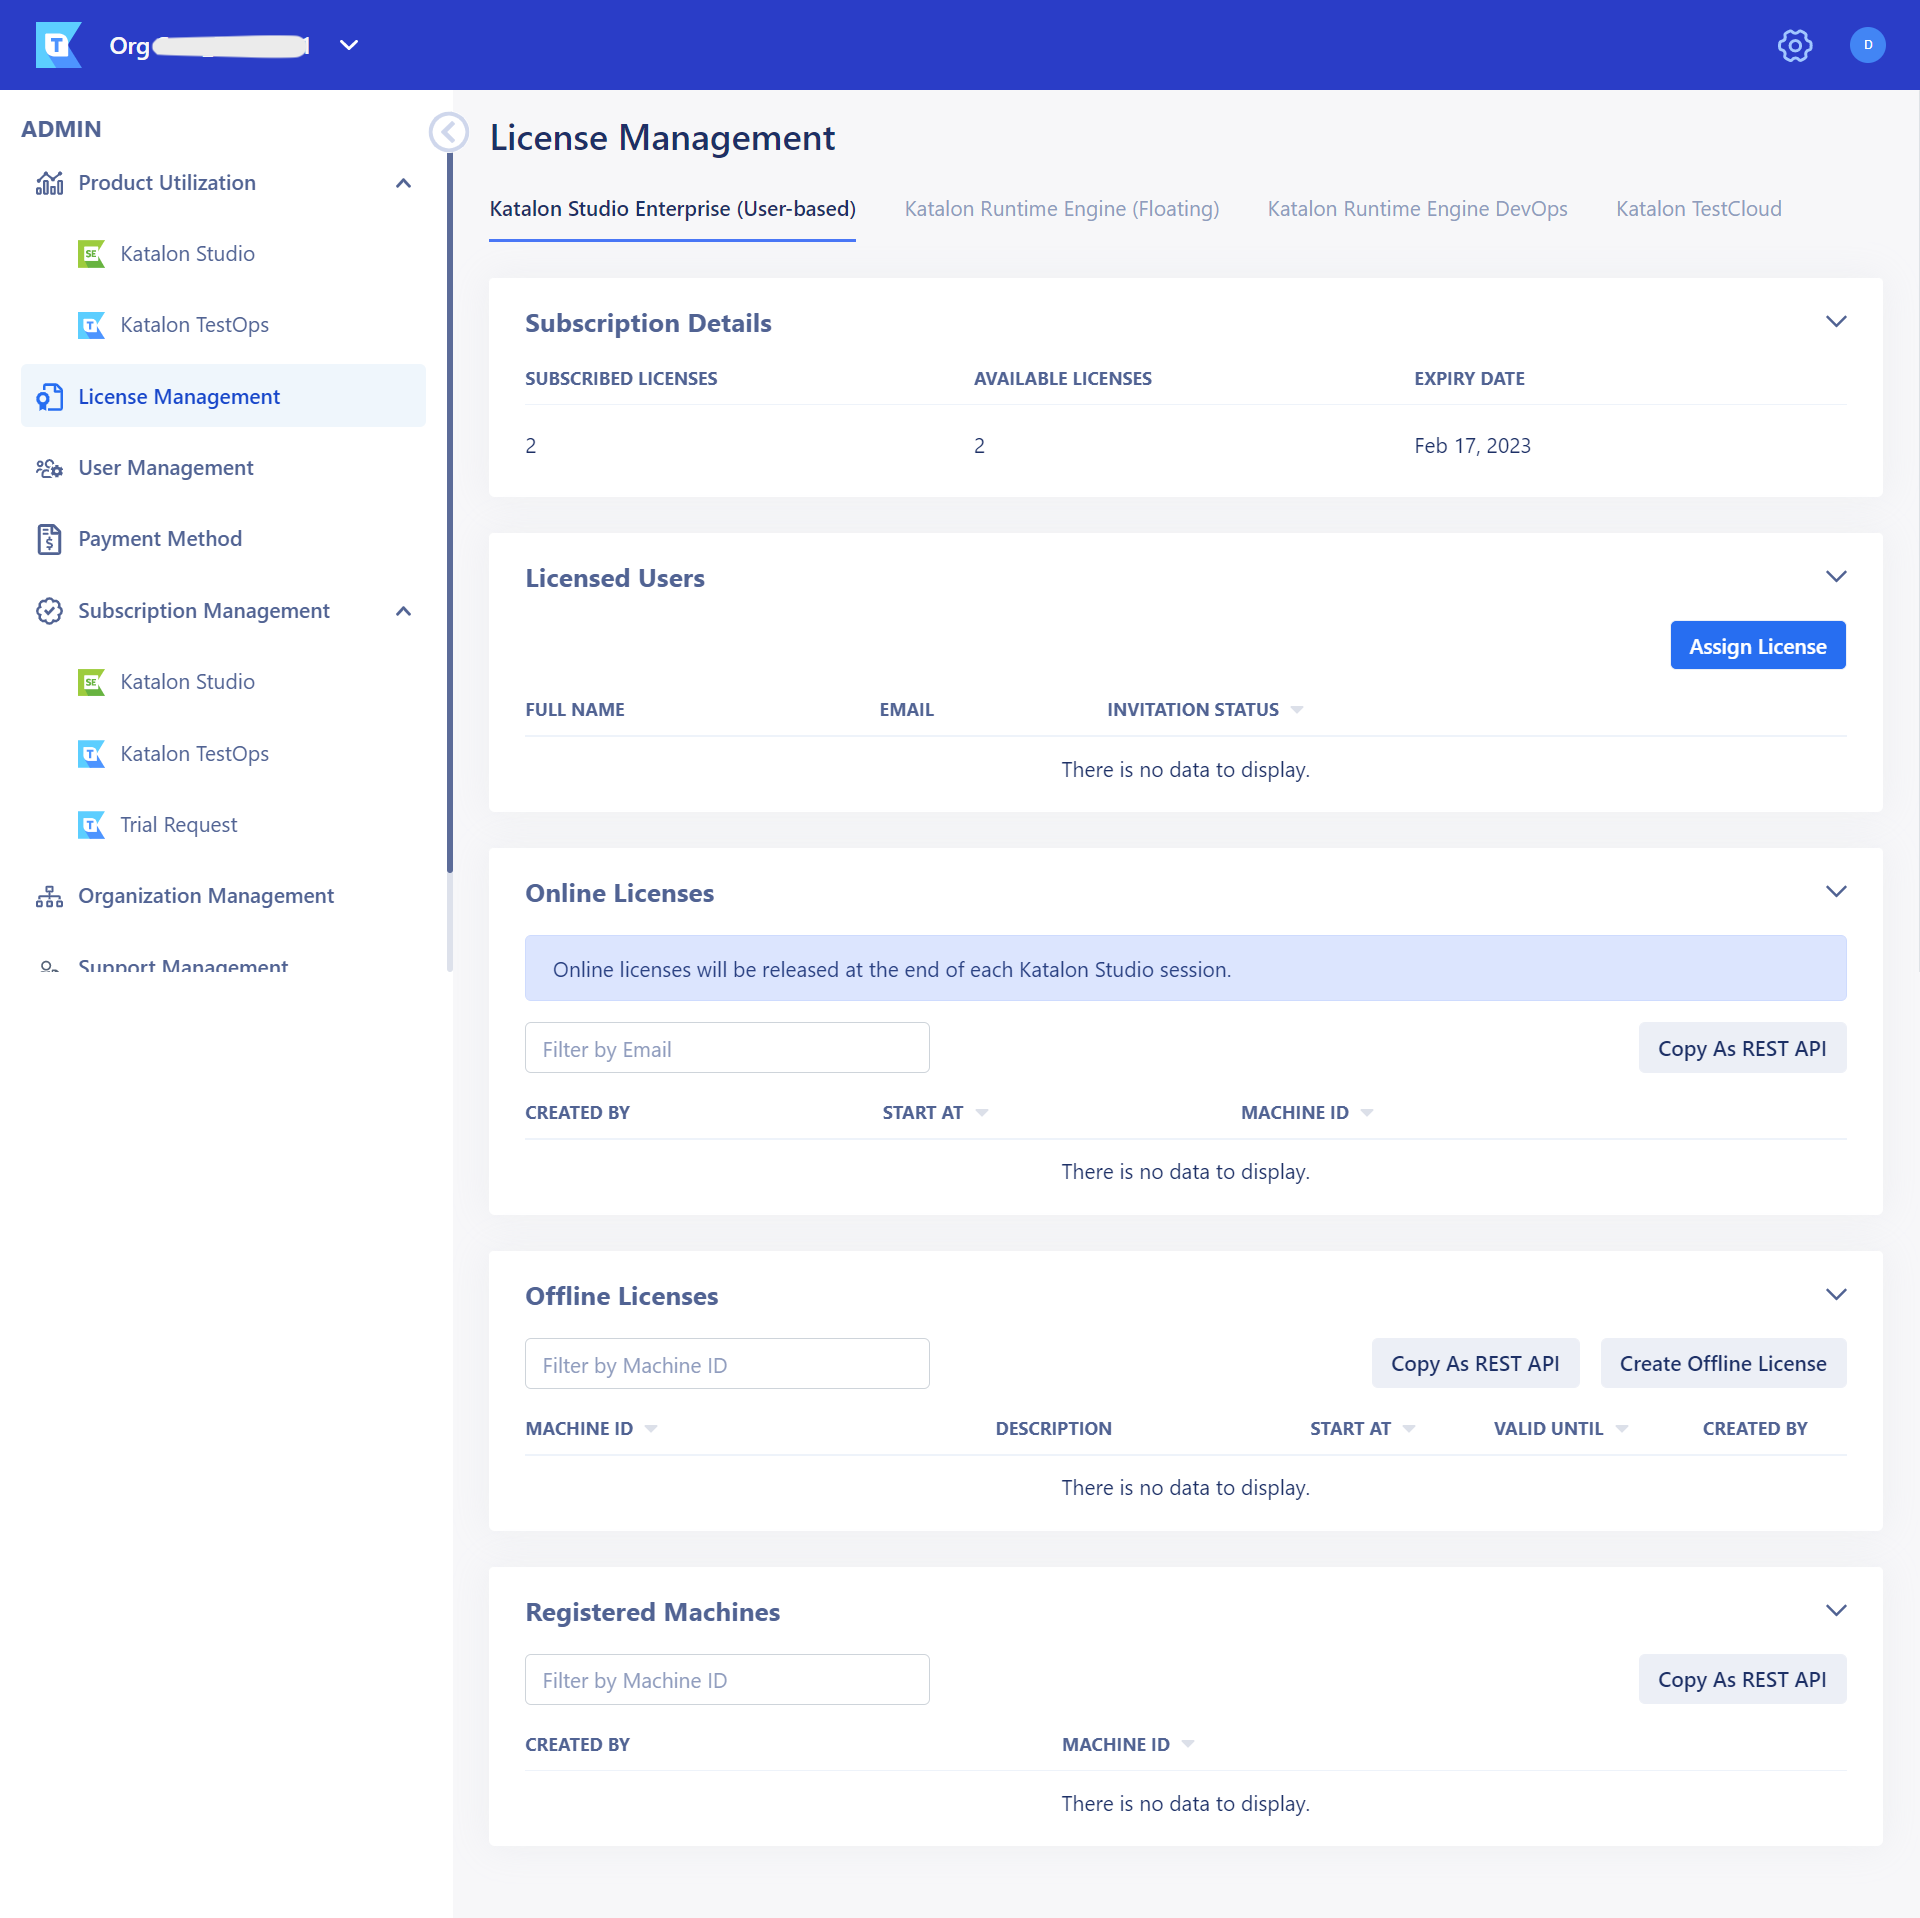 Org
D
ADMIN
Product Utilization
Katalon Studio
Katalon TestOps
License Management
User Management
Payment Method
Subscription Management
Katalon Studio
Katalon TestOps
Trial Request
Organization Management
Support Management
License Management
Katalon Studio Enterprise (User-based) Katalon Runtime Engine (Floating) Katalon Runtime Engine DevOps Katalon TestCloud
Subscription Details
SUBSCRIBED LICENSES AVAILABLE LICENSES EXPIRY DATE
2 2 Feb 17, 2023
Licensed Users
Assign License
FULL NAME EMAIL INVITATION STATUS
There is no data to display.
Online Licenses
Online licenses will be released at the end of each Katalon Studio session.
Filter by Email Copy As REST API
CREATED BY START AT MACHINE ID
There is no data to display.
Offline Licenses
Filter by Machine ID Copy As REST API Create Offline License
MACHINE ID DESCRIPTION START AT VALID UNTIL CREATED BY
There is no data to display.
Registered Machines
Filter by Machine ID Copy As REST API
CREATED BY MACHINE ID
There is no data to display.